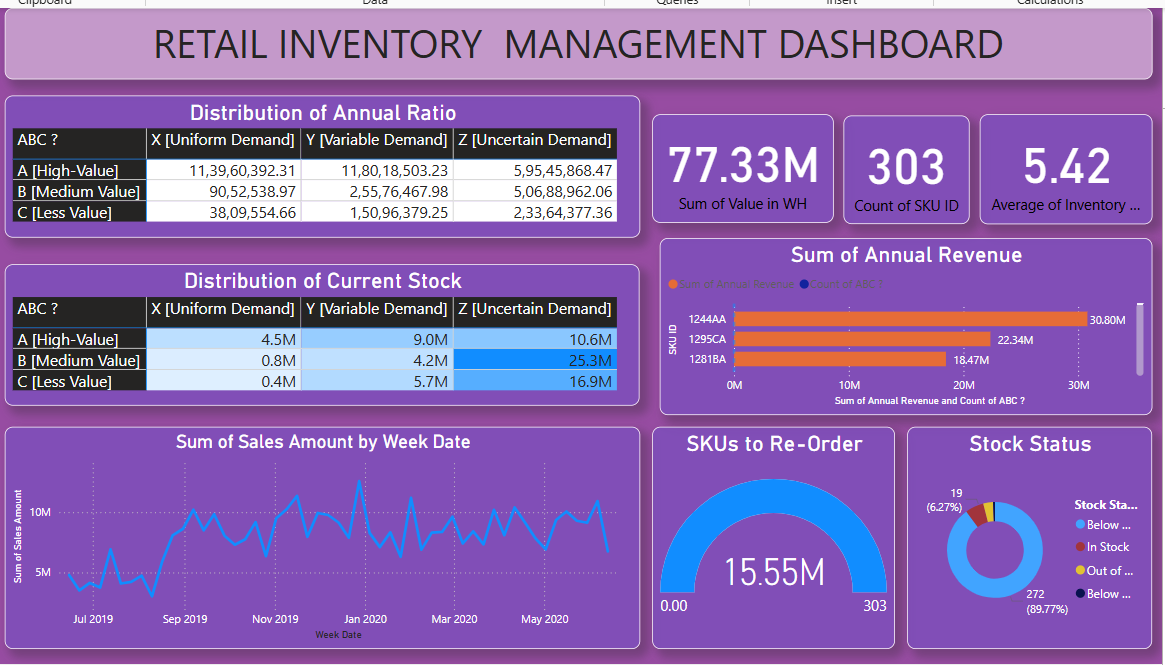 Clipboard Data Queries Insert Calculations
RETAIL INVENTORY MANAGEMENT DASHBOARD
Distribution of Annual Ratio
ABC ? X [Uniform Demand] Y [Variable Demand] Z [Uncertain Demand]
A [High-Value] 11,39,60,392.31 11,80,18,503.23 5,95,45,868.47
B [Medium Value] 90,52,538.97 2,55,76,467.98 5,06,88,962.06
C [Less Value] 38,09,554.66 1,50,96,379.25 2,33,64,377.36
77.33M
Sum of Value in WH
303
Count of SKU ID
5.42
Average of Inventory ...
Distribution of Current Stock
ABC ? X [Uniform Demand] Y [Variable Demand] Z [Uncertain Demand]
A [High-Value] 4.5M 9.0M 10.6M
B [Medium Value] 0.8M 4.2M 25.3M
C [Less Value] 0.4M 5.7M 16.9M
Sum of Annual Revenue
Sum of Annual Revenue Count of ABC ?
SKU ID
1244AA 30.80M
1295CA 22.34M
1281BA 18.47M
0M 10M 20M 30M
Sum of Annual Revenue and Count of ABC ?
Sum of Sales Amount by Week Date
Sum of Sales Amount
10M
5M
Jul 2019 Sep 2019 Nov 2019 Jan 2020 Mar 2020 May 2020
Week Date
SKUs to Re-Order
15.55M
0.00 303
Stock Status
19
(6.27%)
272
(89.77%)
Stock Sta...
Below ...
In Stock
Out of ...
Below ...